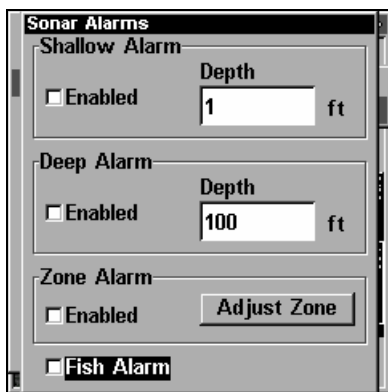 Sonar Alarms
Shallow Alarm
Depth
Enabled
1 ft
Deep Alarm
Depth
Enabled
100 ft
Zone Alarm
Enabled
Adjust Zone
Fish Alarm